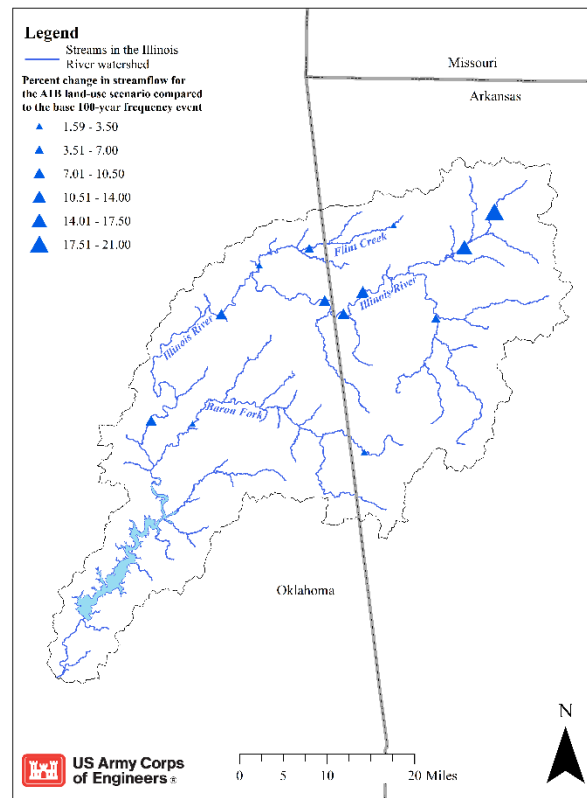 Legend
Streams in the Illinois
River watershed
Percent change in streamflow for
the A1B land-use scenario compared
to the base 100-year frequency event
1.59 - 3.50
3.51 - 7.00
7.01 - 10.50
10.51 - 14.00
14.01 - 17.50
17.51 - 21.00
Missouri
Arkansas
Flint Creek
Illinois River
Illinois River
Baron Fork
Oklahoma
N
US Army Corps
of Engineers ®
0 5 10 20 Miles